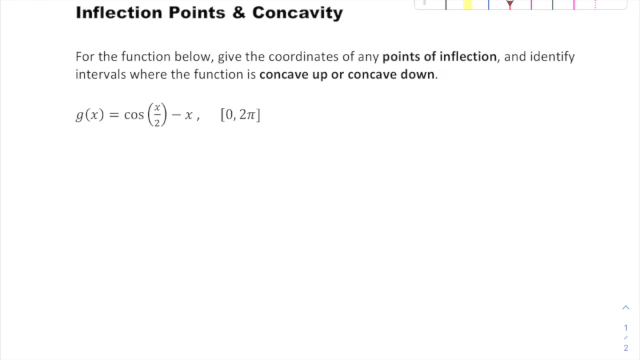 Inflection Points & Concavity
For the function below, give the coordinates of any points of inflection, and identify
intervals where the function is concave up or concave down.
g(x) = cos(x/2) − x , [0, 2π]
1
/
2